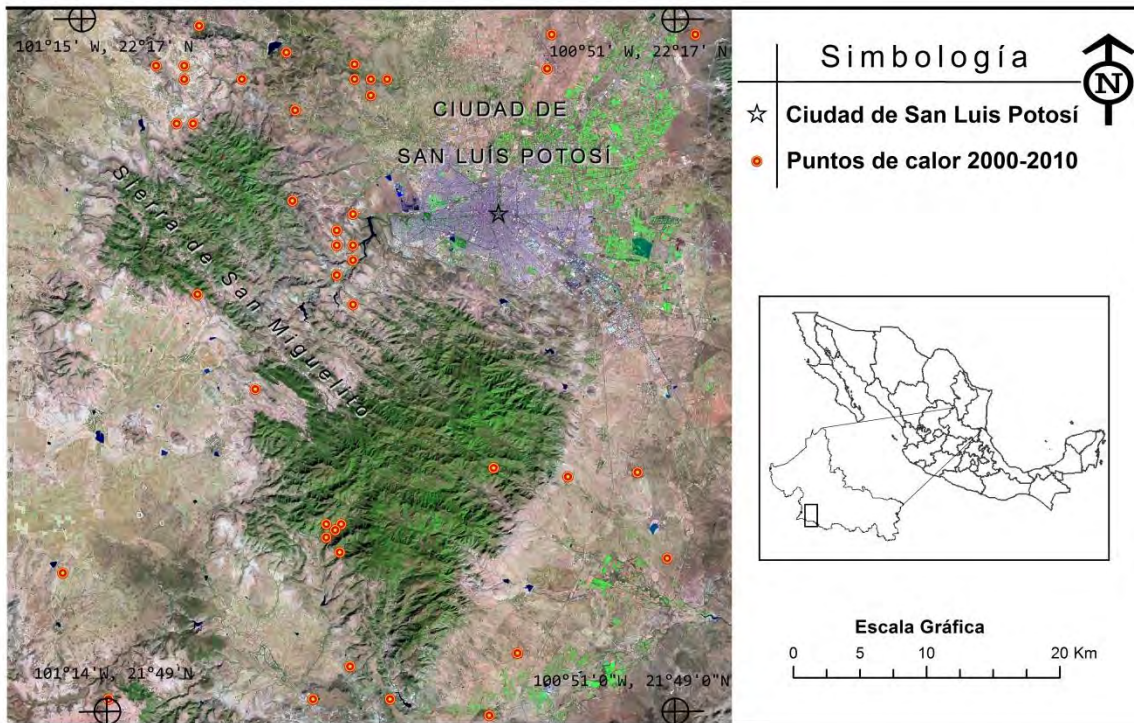 101°15' W, 22°17' N
100°51' W, 22°17' N
CIUDAD DE
SAN LUÍS POTOSÍ
Sierra de San Miguelito
101°14'W, 21°49'N
100°51'0"W, 21°49'0"N
Simbología
N
Ciudad de San Luis Potosí
Puntos de calor 2000-2010
Escala Gráfica
0 5 10 20 Km